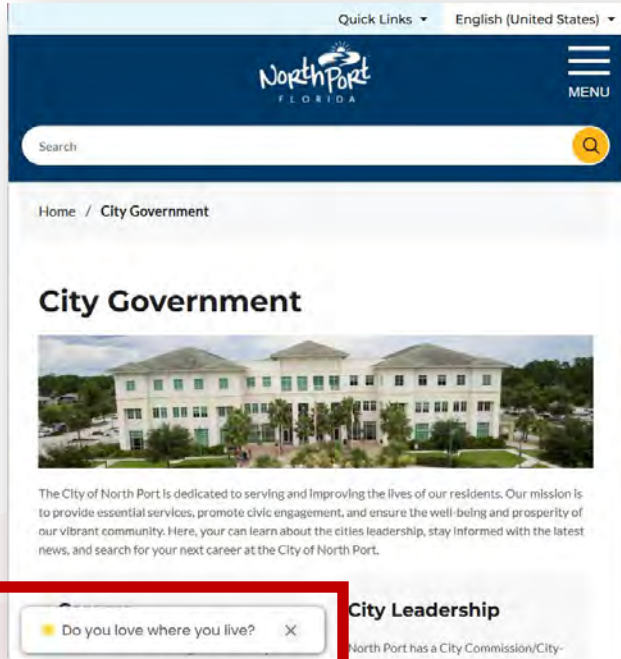 Quick Links English (United States)
NorthPort
FLORIDA
MENU
Search
Home / City Government
City Government
The City of North Port is dedicated to serving and improving the lives of our residents. Our mission is
to provide essential services, promote civic engagement, and ensure the well-being and prosperity of
our vibrant community. Here, your can learn about the cities leadership, stay informed with the latest
news, and search for your next career at the City of North Port.
Do you love where you live?
City Leadership
North Port has a City Commission/City-